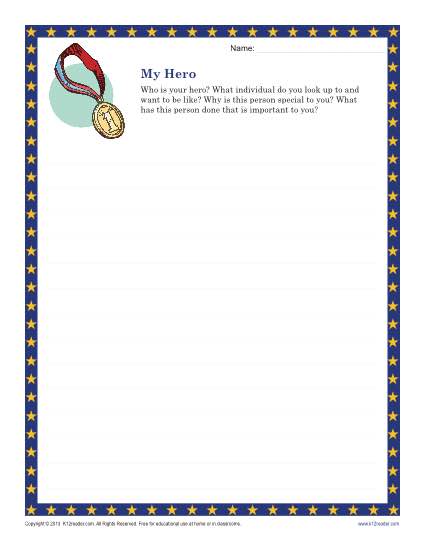 Name:
1
My Hero
Who is your hero? What individual do you look up to and
want to be like? Why is this person special to you? What
has this person done that is important to you?
Copyright © 2013 K12reader.com. All Rights Reserved. Free for educational use at home or in classrooms.
www.k12reader.com